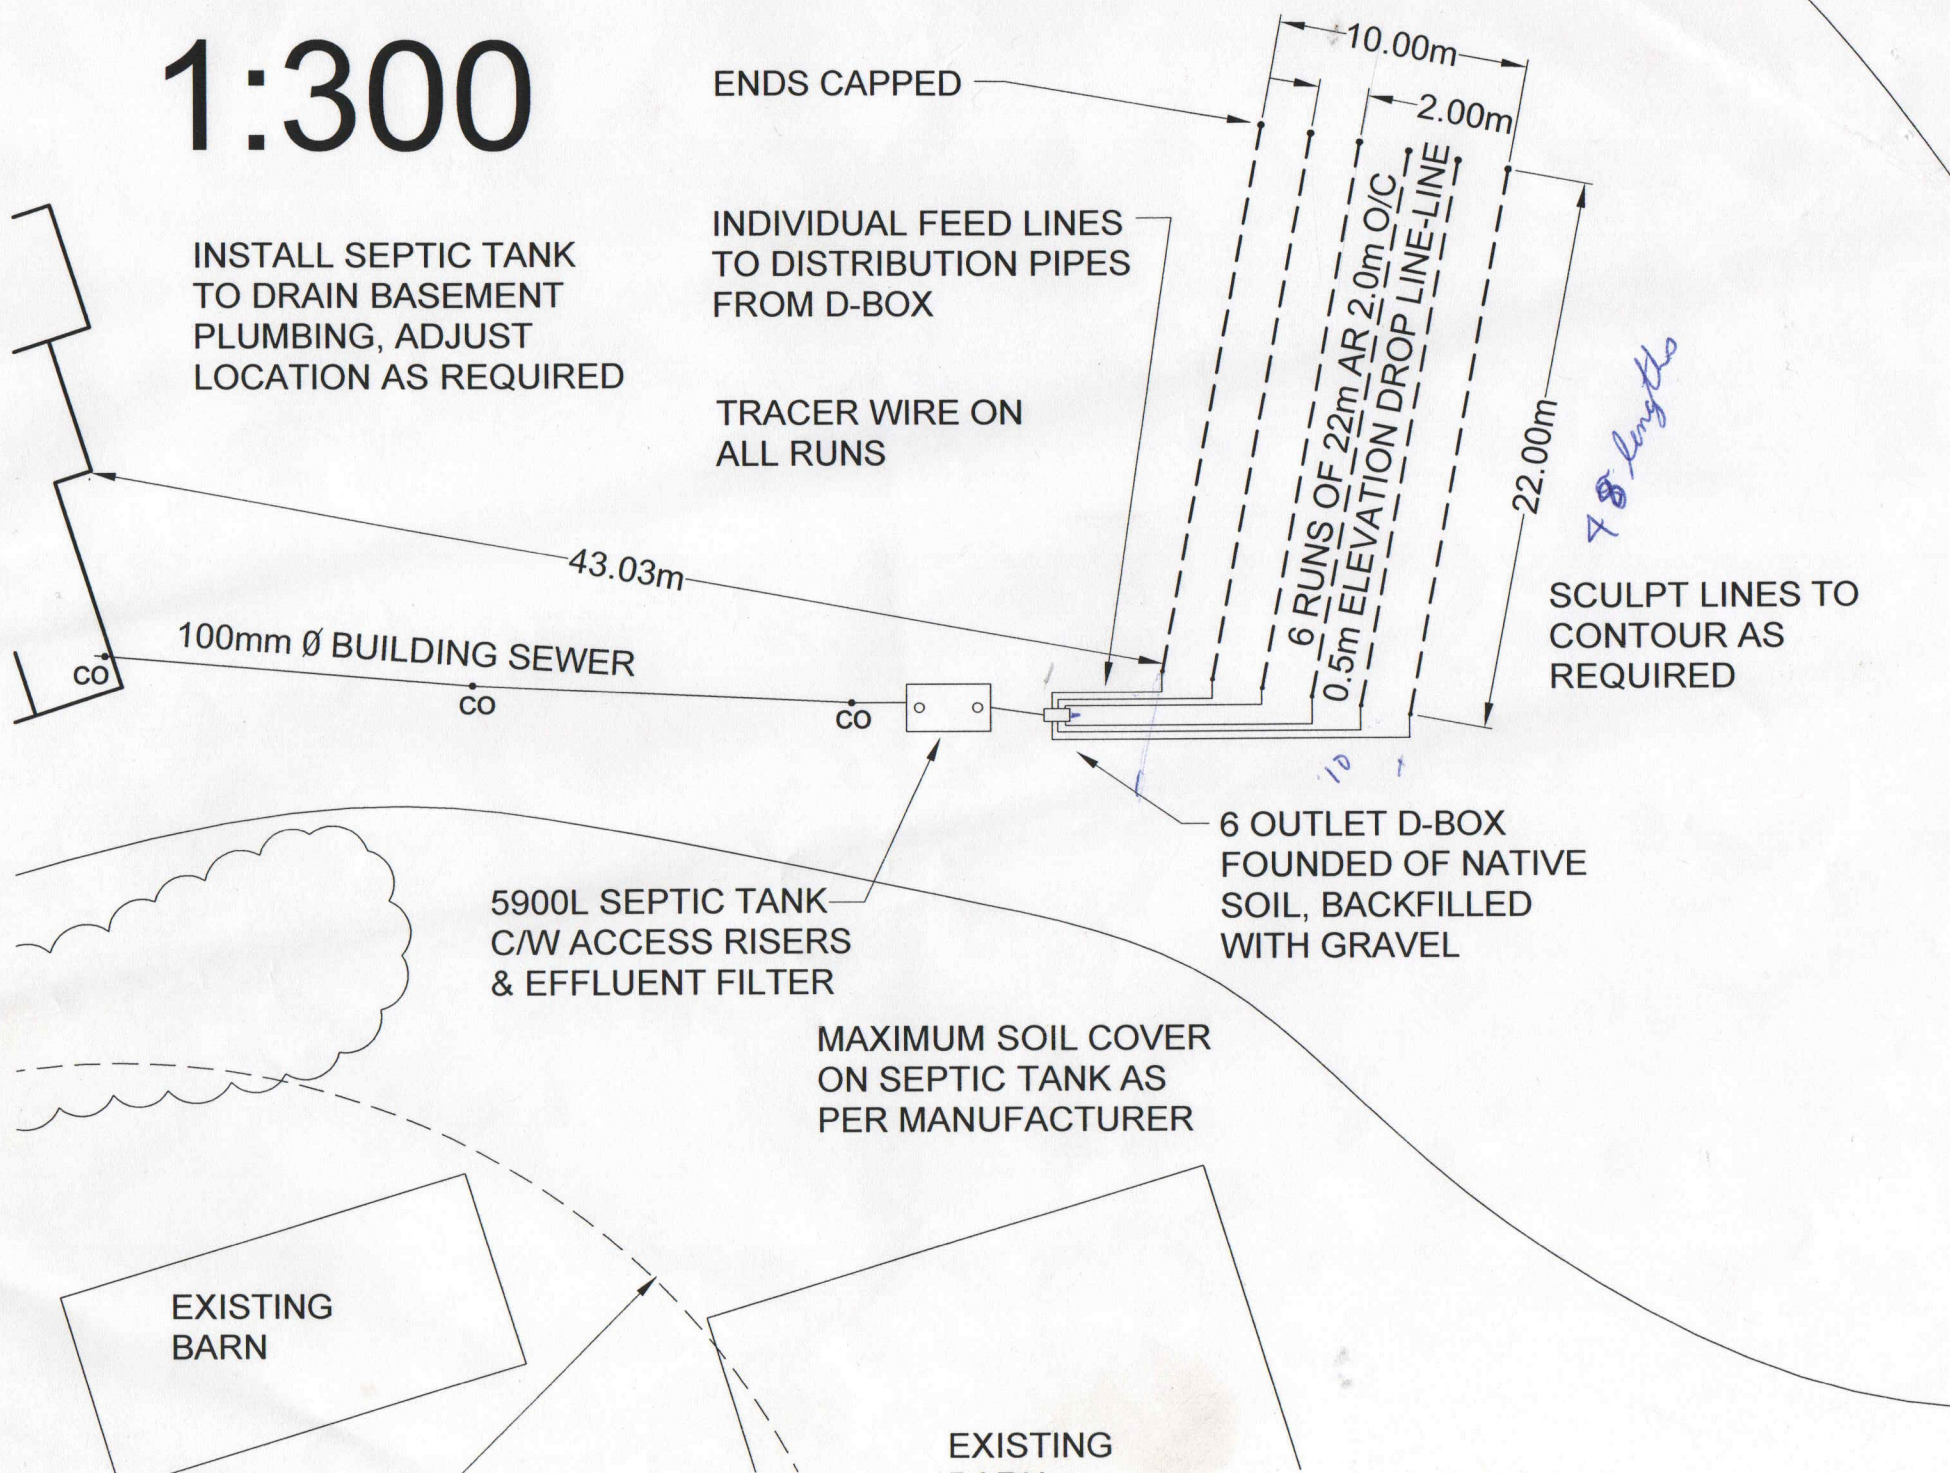 1:300
ENDS CAPPED
10.00m
2.00m
INSTALL SEPTIC TANK
TO DRAIN BASEMENT
PLUMBING, ADJUST
LOCATION AS REQUIRED
INDIVIDUAL FEED LINES
TO DISTRIBUTION PIPES
FROM D-BOX
TRACER WIRE ON
ALL RUNS
6 RUNS OF 22m AR 2.0m O/C
0.5m ELEVATION DROP LINE-LINE
22.00m
48 lengths
43.03m
100mm Ø BUILDING SEWER
CO
CO
CO
SCULPT LINES TO
CONTOUR AS
REQUIRED
10
6 OUTLET D-BOX
FOUNDED OF NATIVE
SOIL, BACKFILLED
WITH GRAVEL
5900L SEPTIC TANK
C/W ACCESS RISERS
& EFFLUENT FILTER
MAXIMUM SOIL COVER
ON SEPTIC TANK AS
PER MANUFACTURER
EXISTING
BARN
EXISTING